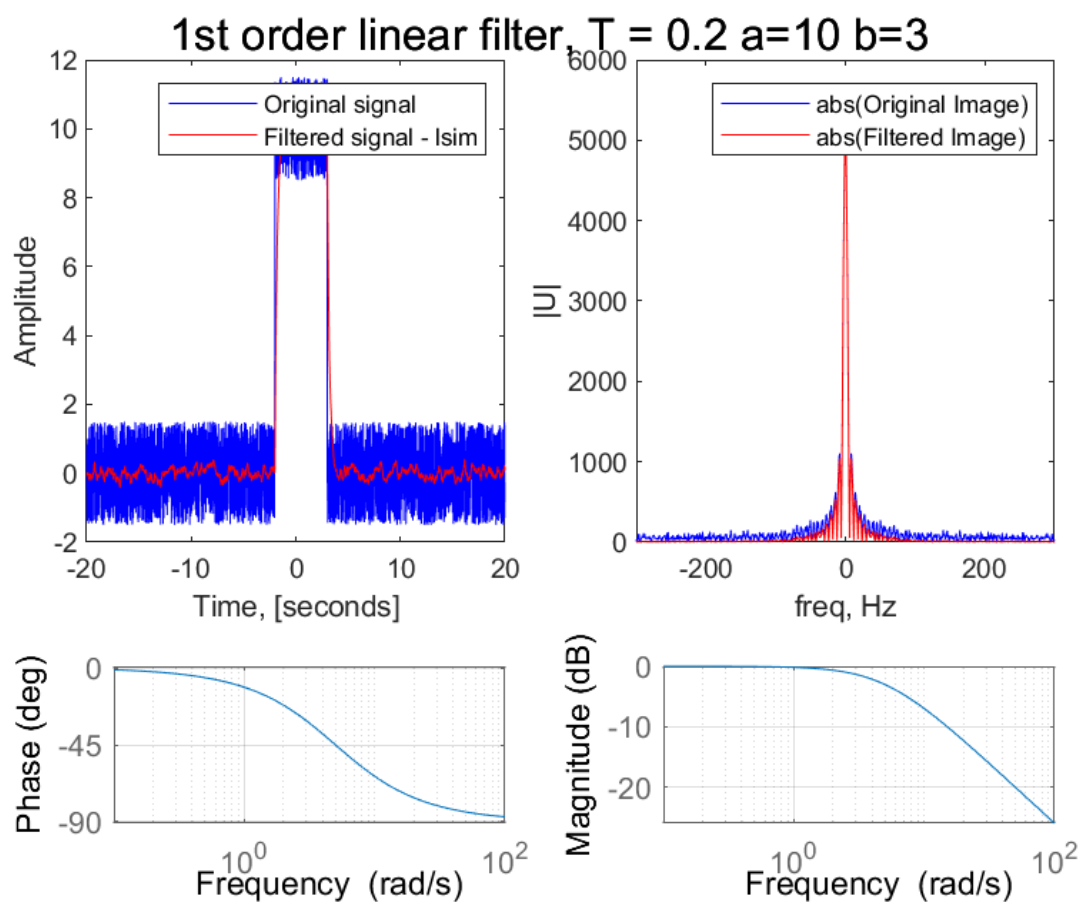 1st order linear filter, T = 0.2 a=10 b=3
12
10
8
6
4
2
0
-2
Amplitude
Original signal
Filtered signal - lsim
-20
-10
0
10
20
Time, [seconds]
6000
5000
4000
3000
2000
1000
0
|U|
abs(Original Image)
abs(Filtered Image)
-200
0
200
freq, Hz
Phase (deg)
0
-45
-90
10^0
10^2
Frequency (rad/s)
Magnitude (dB)
0
-10
-20
10^0
10^2
Frequency (rad/s)